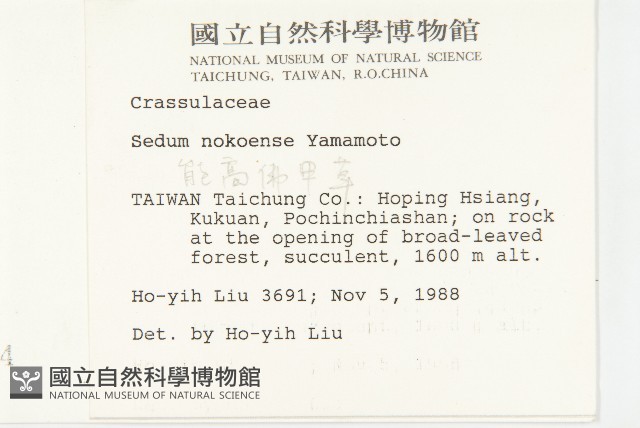 國立自然科學博物館
NATIONAL MUSEUM OF NATURAL SCIENCE
TAICHUNG, TAIWAN, R.O.CHINA
Crassulaceae
Sedum nokoense Yamamoto
能高佛甲草
TAIWAN Taichung Co.: Hoping Hsiang,
Kukuan, Pochinchiashan; on rock
at the opening of broad-leaved
forest, succulent, 1600 m alt.
Ho-yih Liu 3691; Nov 5, 1988
Det. by Ho-yih Liu
4
國立自然科學博物館
NATIONAL MUSEUM OF NATURAL SCIENCE